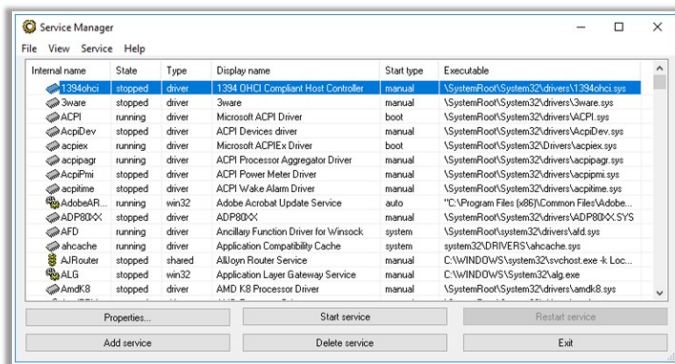 Service Manager
File View Service Help
Internal name State Type Display name Start type Executable
1394ohci stopped driver 1394 OHCI Compliant Host Controller manual \SystemRoot\System32\drivers\1394ohci.sys
3ware stopped driver 3ware manual \SystemRoot\System32\drivers\3ware.sys
ACPI running driver Microsoft ACPI Driver boot \SystemRoot\System32\drivers\ACPI.sys
AcpiDev stopped driver ACPI Devices driver manual \SystemRoot\System32\drivers\AcpiDev.sys
acpiex running driver Microsoft ACPIEx Driver boot \SystemRoot\System32\Drivers\acpiex.sys
acpipagr running driver ACPI Processor Aggregator Driver manual \SystemRoot\System32\drivers\acpipagr.sys
AcpiPmi stopped driver ACPI Power Meter Driver manual \SystemRoot\System32\drivers\acpipmi.sys
acpitime stopped driver ACPI Wake Alarm Driver manual \SystemRoot\System32\drivers\acpitime.sys
AdobeAR... running win32 Adobe Acrobat Update Service auto "C:\Program Files (x86)\Common Files\Adobe...
ADP80XX stopped driver ADP80XX manual \SystemRoot\System32\drivers\ADP80XX.SYS
AFD running driver Ancillary Function Driver for Winsock system \SystemRoot\system32\drivers\afd.sys
ahcache running driver Application Compatibility Cache system system32\DRIVERS\ahcache.sys
AJRouter stopped shared AllJoyn Router Service manual C:\WINDOWS\system32\svchost.exe -k Loc...
ALG stopped win32 Application Layer Gateway Service manual C:\WINDOWS\System32\alg.exe
AmdK8 stopped driver AMD K8 Processor Driver manual \SystemRoot\System32\drivers\amdk8.sys
Properties... Start service Restart service
Add service Delete service Exit